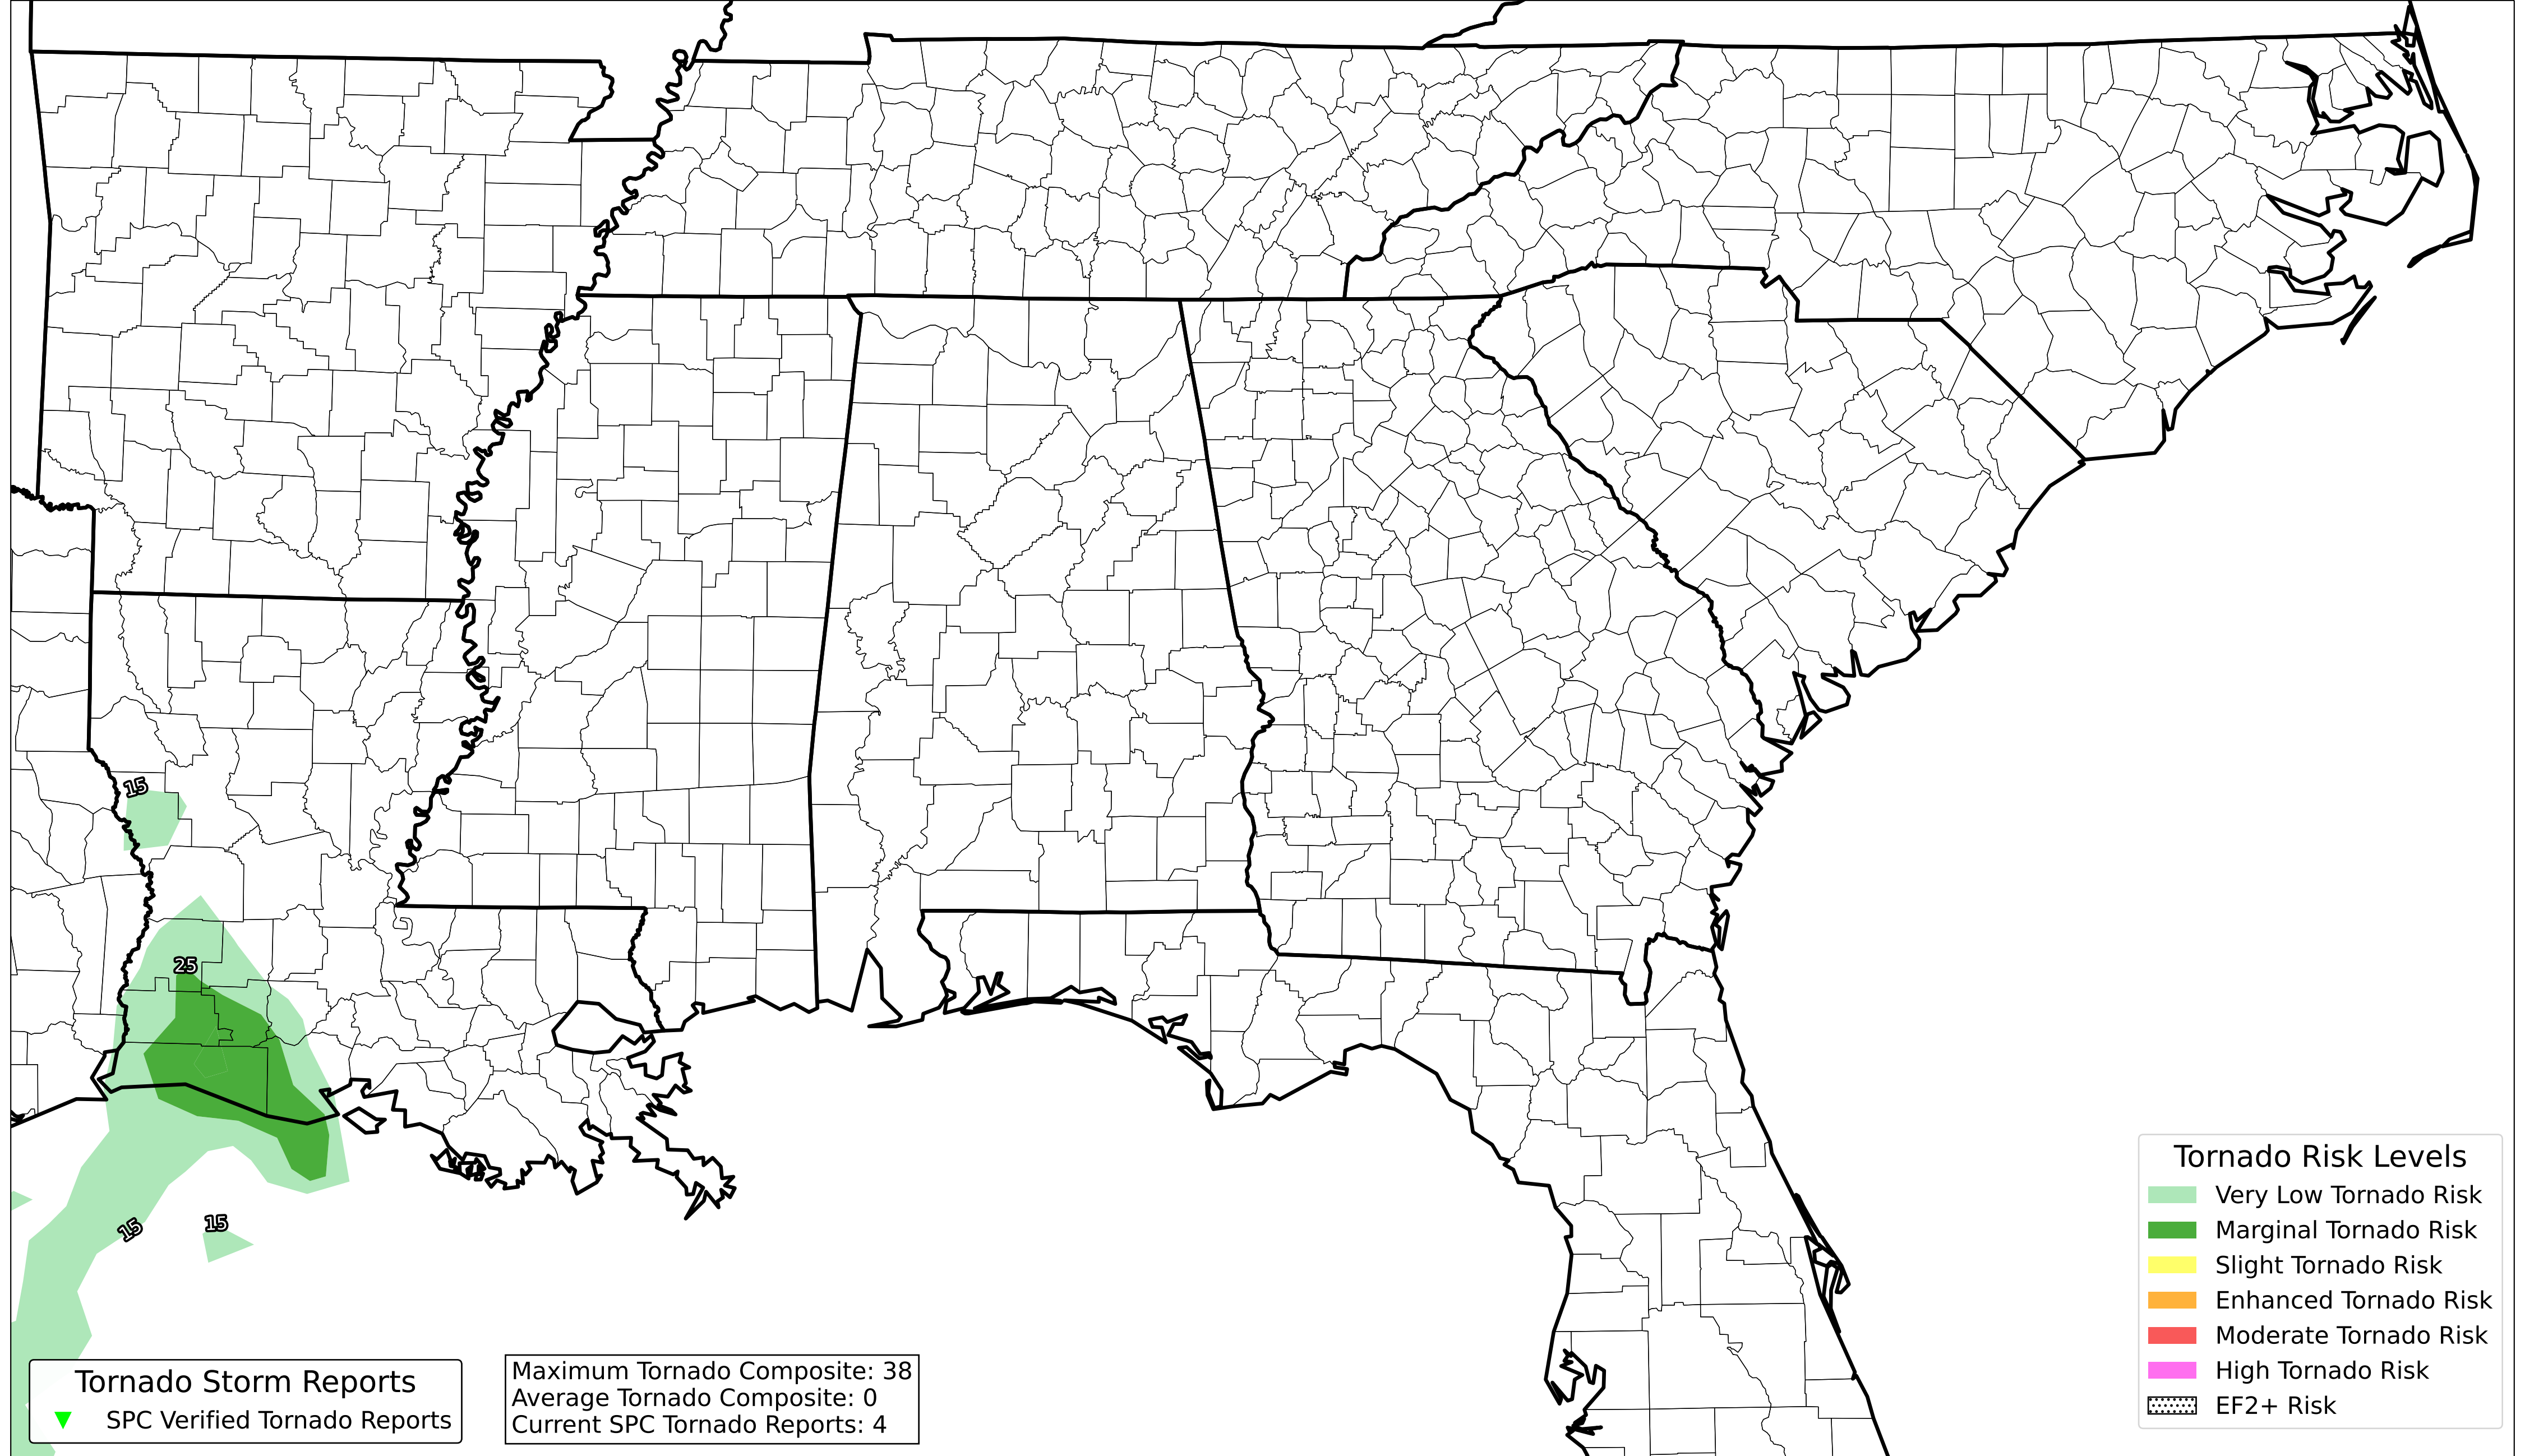 15
25
15
15
Tornado Storm Reports
SPC Verified Tornado Reports
Maximum Tornado Composite: 38
Average Tornado Composite: 0
Current SPC Tornado Reports: 4
Tornado Risk Levels
Very Low Tornado Risk
Marginal Tornado Risk
Slight Tornado Risk
Enhanced Tornado Risk
Moderate Tornado Risk
High Tornado Risk
EF2+ Risk